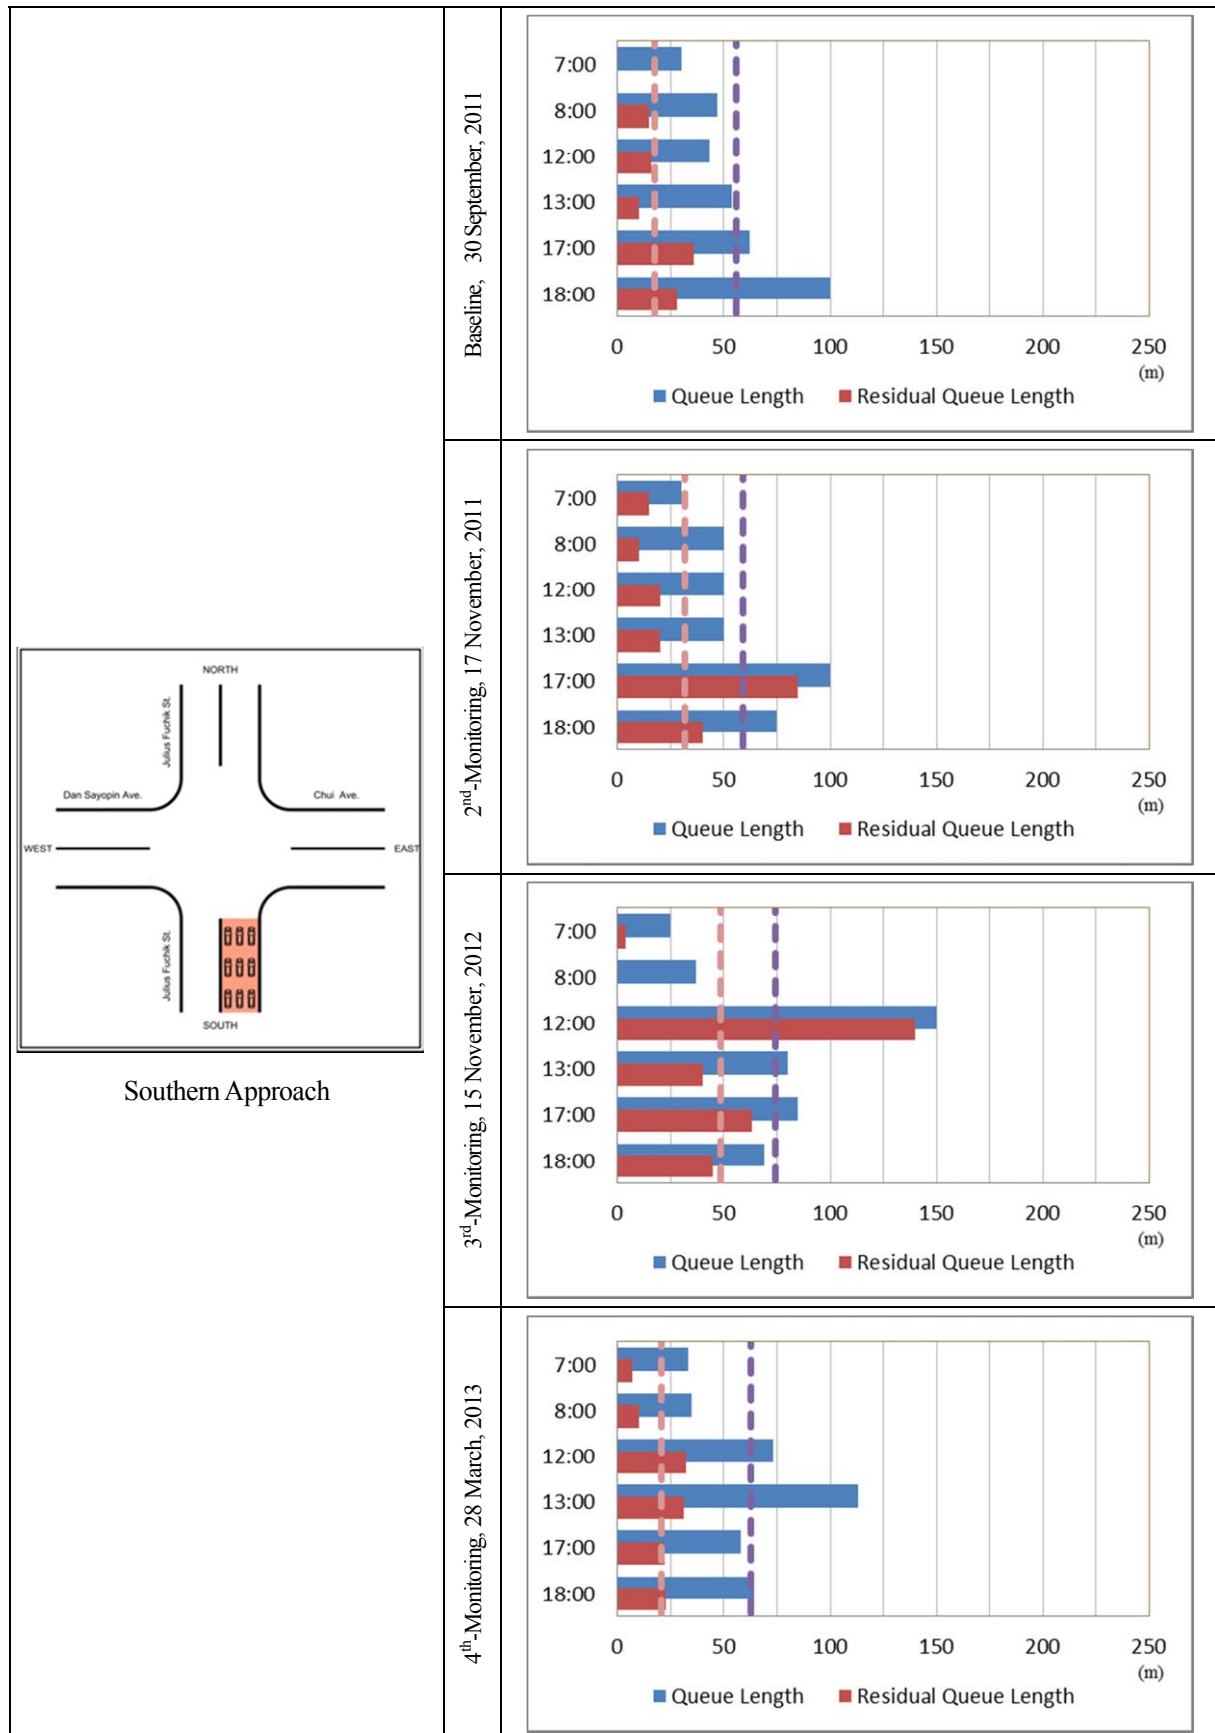 NORTH
Julius Fuchik St.
Dan Sayopin Ave.
Chui Ave.
WEST
EAST
Julius Fuchik St.
SOUTH
Southern Approach
Baseline, 30 September, 2011
7:00
8:00
12:00
13:00
17:00
18:00
0 50 100 150 200 250
(m)
Queue Length Residual Queue Length
2nd-Monitoring, 17 November, 2011
7:00
8:00
12:00
13:00
17:00
18:00
0 50 100 150 200 250
(m)
Queue Length Residual Queue Length
3rd-Monitoring, 15 November, 2012
7:00
8:00
12:00
13:00
17:00
18:00
0 50 100 150 200 250
(m)
Queue Length Residual Queue Length
4th-Monitoring, 28 March, 2013
7:00
8:00
12:00
13:00
17:00
18:00
0 50 100 150 200 250
(m)
Queue Length Residual Queue Length